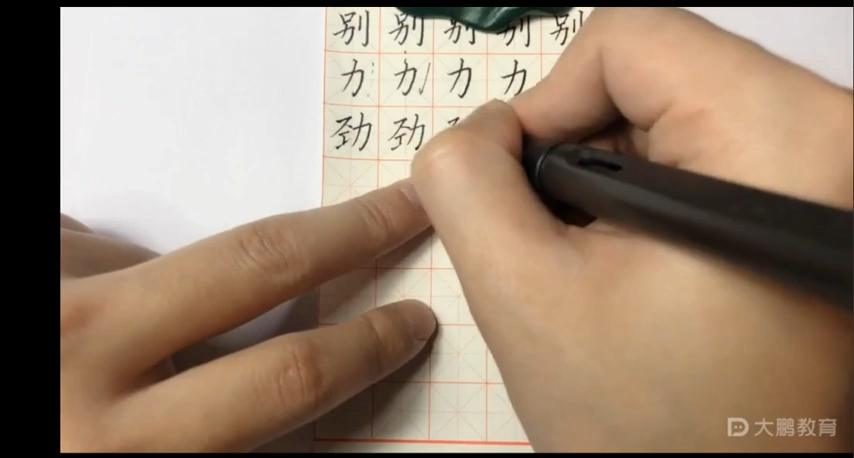 别 别 别 别 别
力 力 力 力
劲 劲
大鹏教育